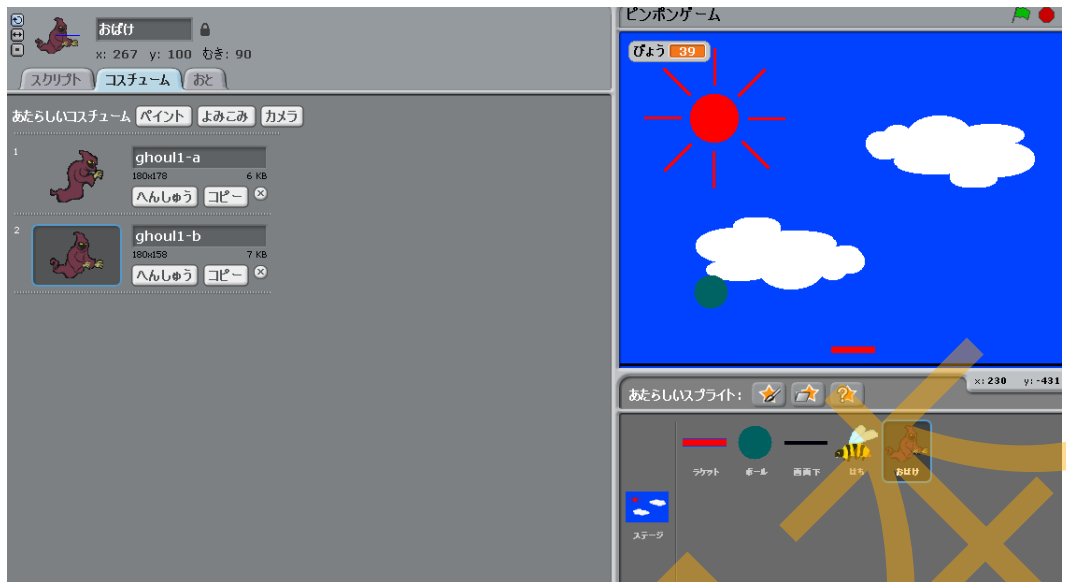 おばけ
x: 267 y: 100 むき: 90
スクリプト
コスチューム
おと
あたらしいコスチューム
ペイント
よみこみ
カメラ
1
ghoul1-a
180x178
6 KB
へんしゅう
コピー
2
ghoul1-b
180x158
7 KB
へんしゅう
コピー
ピンポンゲーム
びょう 39
x: 230 y: -431
あたらしいスプライト:
ラケット
ボール
画面下
はち
おばけ
ステージ